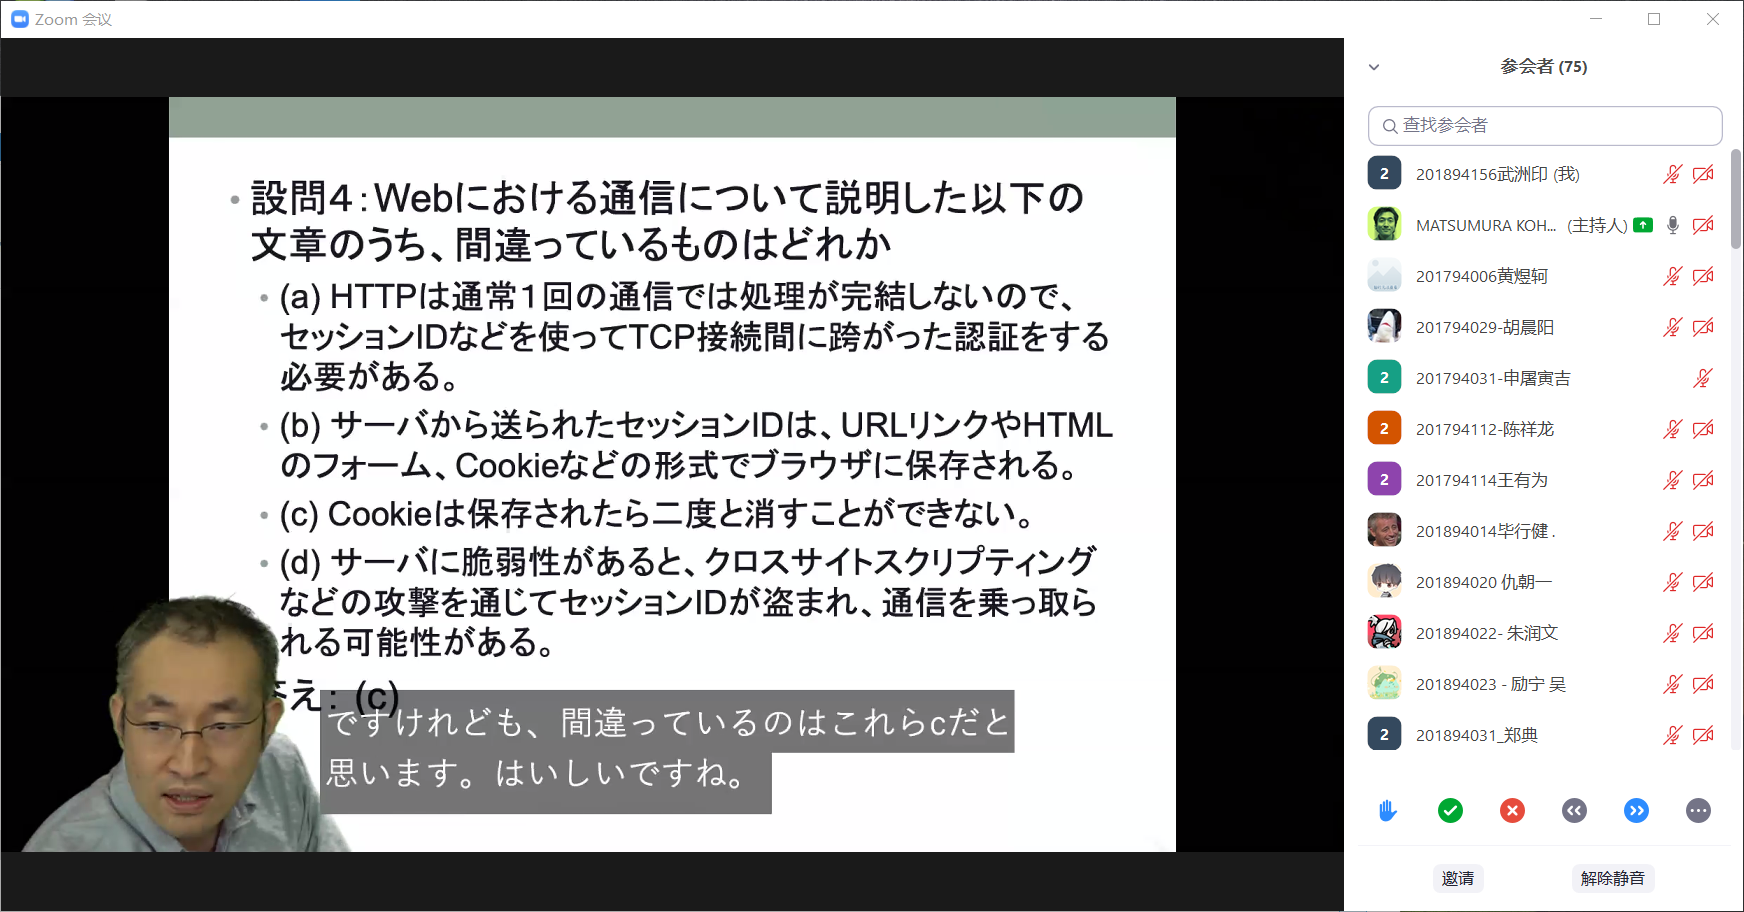 Zoom 会议
設問4:Webにおける通信について説明した以下の
文章のうち、間違っているものはどれか
(a) HTTPは通常1回の通信では処理が完結しないので、
セッションIDなどを使ってTCP接続間に跨がった認証をする
必要がある。
(b) サーバから送られたセッションIDは、URLリンクやHTML
のフォーム、Cookieなどの形式でブラウザに保存される。
(c) Cookieは保存されたら二度と消すことができない。
(d) サーバに脆弱性があると、クロスサイトスクリプティング
などの攻撃を通じてセッションIDが盗まれ、通信を乗っ取ら
れる可能性がある。
え: (c)
ですけれども、間違っているのはこれらcだと
思います。はいしいですね。
参会者 (75)
查找参会者
2 201894156武洲印 (我)
MATSUMURA KOH... (主持人)
201794006黄煜轲
201794029-胡晨阳
2 201794031-申屠寅吉
2 201794112-陈祥龙
2 201794114王有为
201894014毕行健 .
201894020 仇朝一
201894022- 朱润文
201894023 - 励宁 吴
2 201894031_郑典
邀请 解除静音